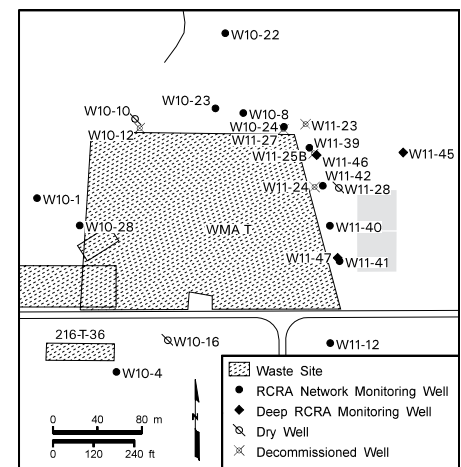 W10-22
W10-23
W10-10
W10-8
W10-12
W10-24
W11-23
W11-27
W11-39
W11-25B
W11-46
W11-45
W11-42
W11-24
W11-28
W10-1
W10-28
WMA T
W11-40
W11-47
W11-41
216-T-36
W10-16
W11-12
W10-4
Waste Site
RCRA Network Monitoring Well
Deep RCRA Monitoring Well
Dry Well
Decommissioned Well
0 40 80 m
0 120 240 ft
N